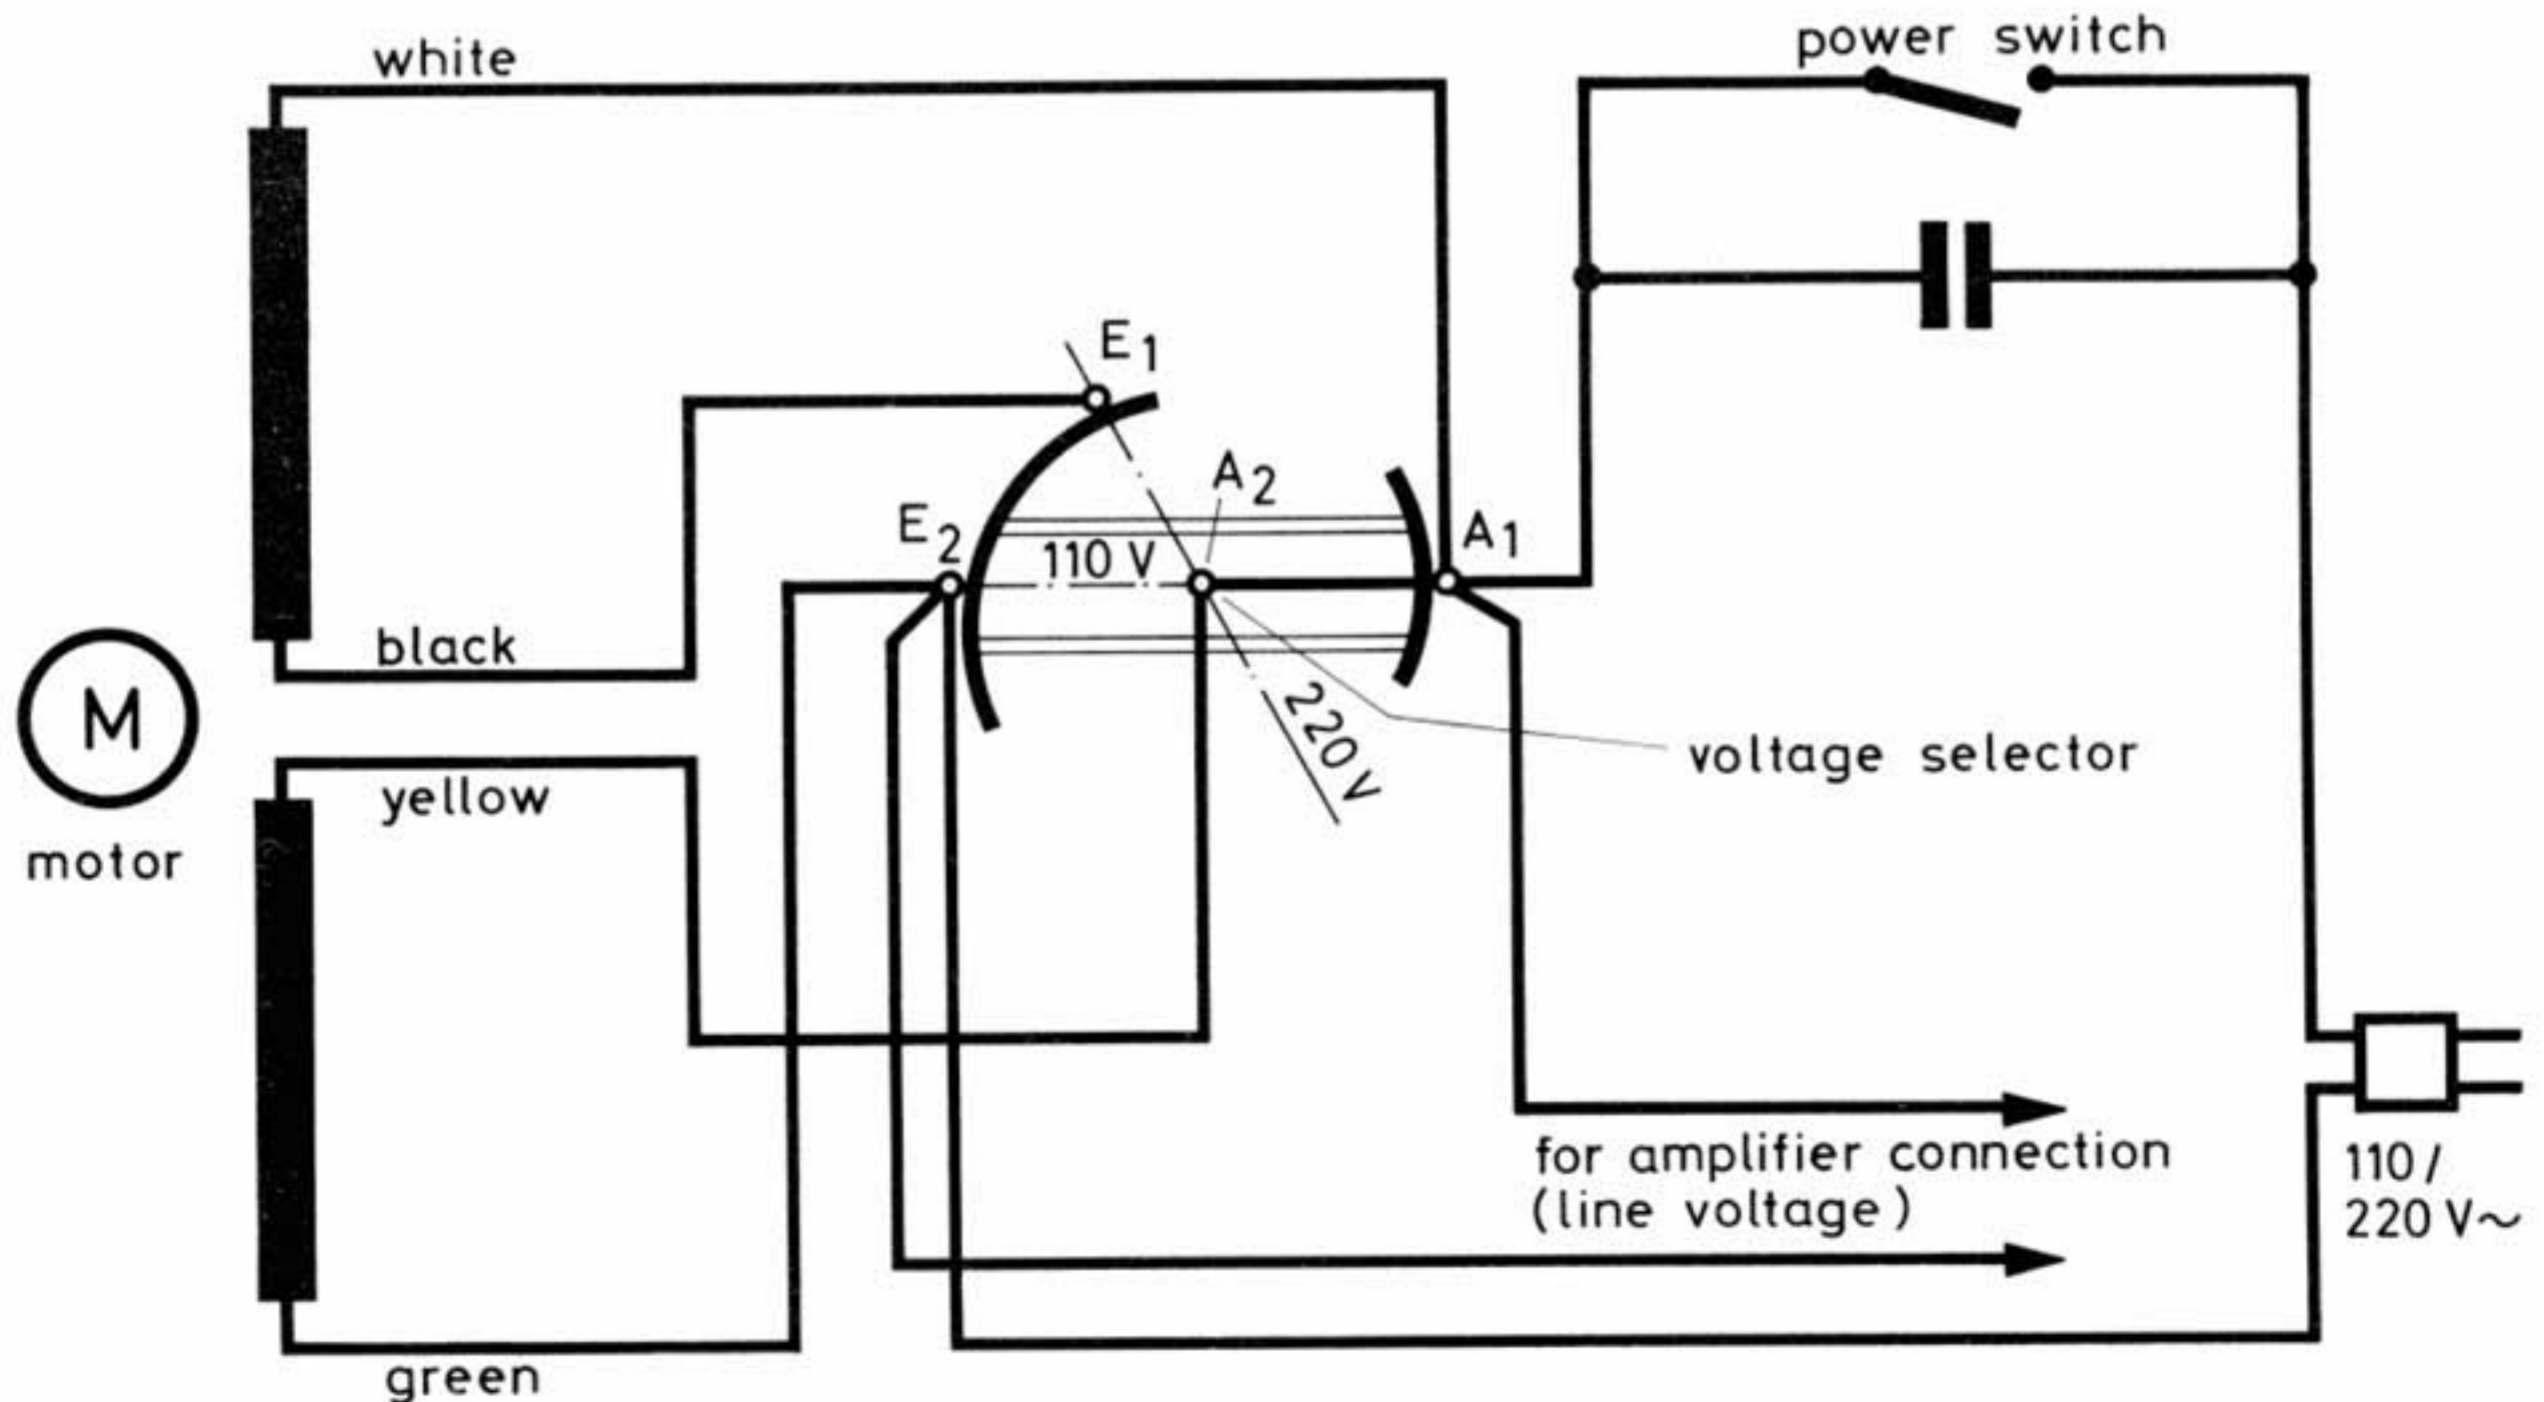 white
power switch
E1
A2
E2
110 V
A1
black
M
220 V
voltage selector
yellow
motor
for amplifier connection
(line voltage)
110/
220 V~
green